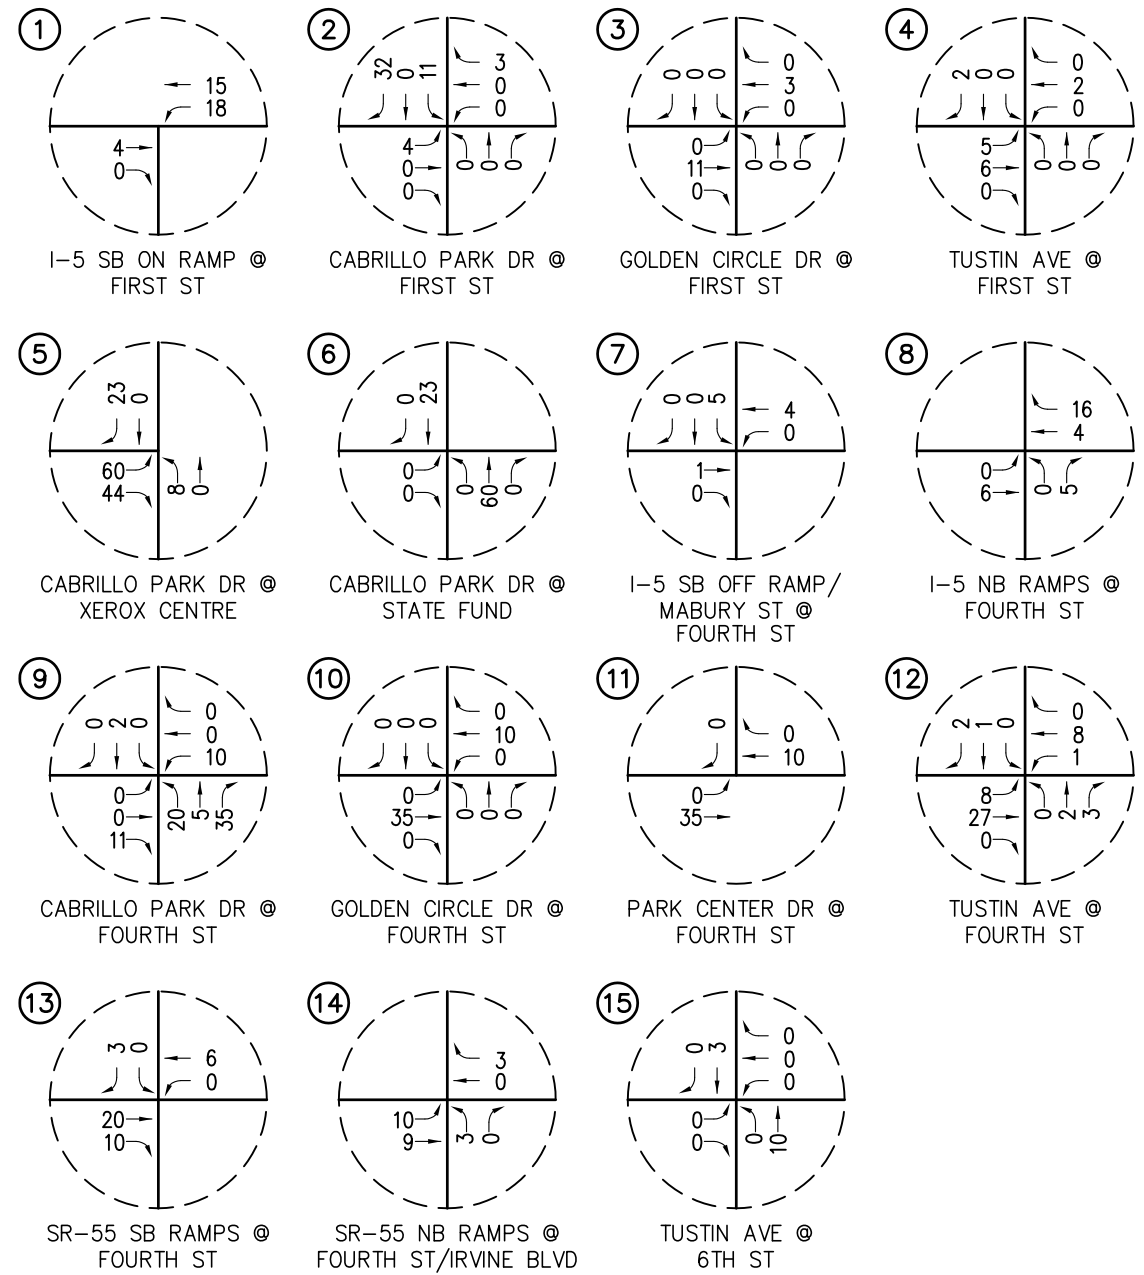 1
15
18
4
0
I-5 SB ON RAMP @
FIRST ST
2
32 0 11
3
0
0
4
0
0
0 0 0
CABRILLO PARK DR @
FIRST ST
3
0 0 0
0
3
0
0
11
0
0 0 0
GOLDEN CIRCLE DR @
FIRST ST
4
2 0 0
0
2
0
5
6
0
0 0 0
TUSTIN AVE @
FIRST ST
5
23 0
60
44
8 0
CABRILLO PARK DR @
XEROX CENTRE
6
0 23
0
0
0 60 0
CABRILLO PARK DR @
STATE FUND
7
0 0 5
4
0
1
0
I-5 SB OFF RAMP/
MABURY ST @
FOURTH ST
8
16
4
0
6
0 5
I-5 NB RAMPS @
FOURTH ST
9
0 2 0
0
0
10
0
0
11
20 5 35
CABRILLO PARK DR @
FOURTH ST
10
0 0 0
0
10
0
0
35
0
0 0 0
GOLDEN CIRCLE DR @
FOURTH ST
11
0
0
10
0
35
PARK CENTER DR @
FOURTH ST
12
2 1 0
0
8
1
8
27
0
0 2 3
TUSTIN AVE @
FOURTH ST
13
3 0
6
0
20
10
SR-55 SB RAMPS @
FOURTH ST
14
3
0
10
9
3 0
SR-55 NB RAMPS @
FOURTH ST/IRVINE BLVD
15
0 3
0
0
0
0
0
0 10
TUSTIN AVE @
6TH ST